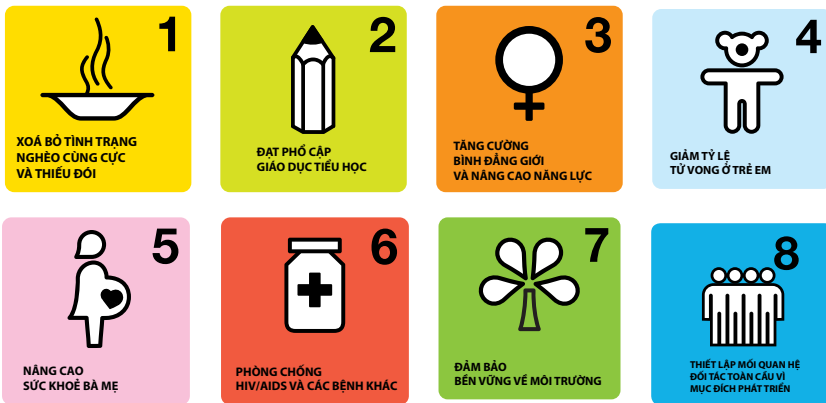 1
XOÁ BỎ TÌNH TRẠNG
NGHÈO CÙNG CỰC
VÀ THIẾU ĐÓI
2
ĐẠT PHỔ CẬP
GIÁO DỤC TIỂU HỌC
3
TĂNG CƯỜNG
BÌNH ĐẲNG GIỚI
VÀ NÂNG CAO NĂNG LỰC
4
GIẢM TỶ LỆ
TỬ VONG Ở TRẺ EM
5
NÂNG CAO
SỨC KHOẺ BÀ MẸ
6
PHÒNG CHỐNG
HIV/AIDS VÀ CÁC BỆNH KHÁC
7
ĐẢM BẢO
BỀN VỮNG VỀ MÔI TRƯỜNG
8
THIẾT LẬP MỐI QUAN HỆ
ĐỐI TÁC TOÀN CẦU VÌ
MỤC ĐÍCH PHÁT TRIỂN